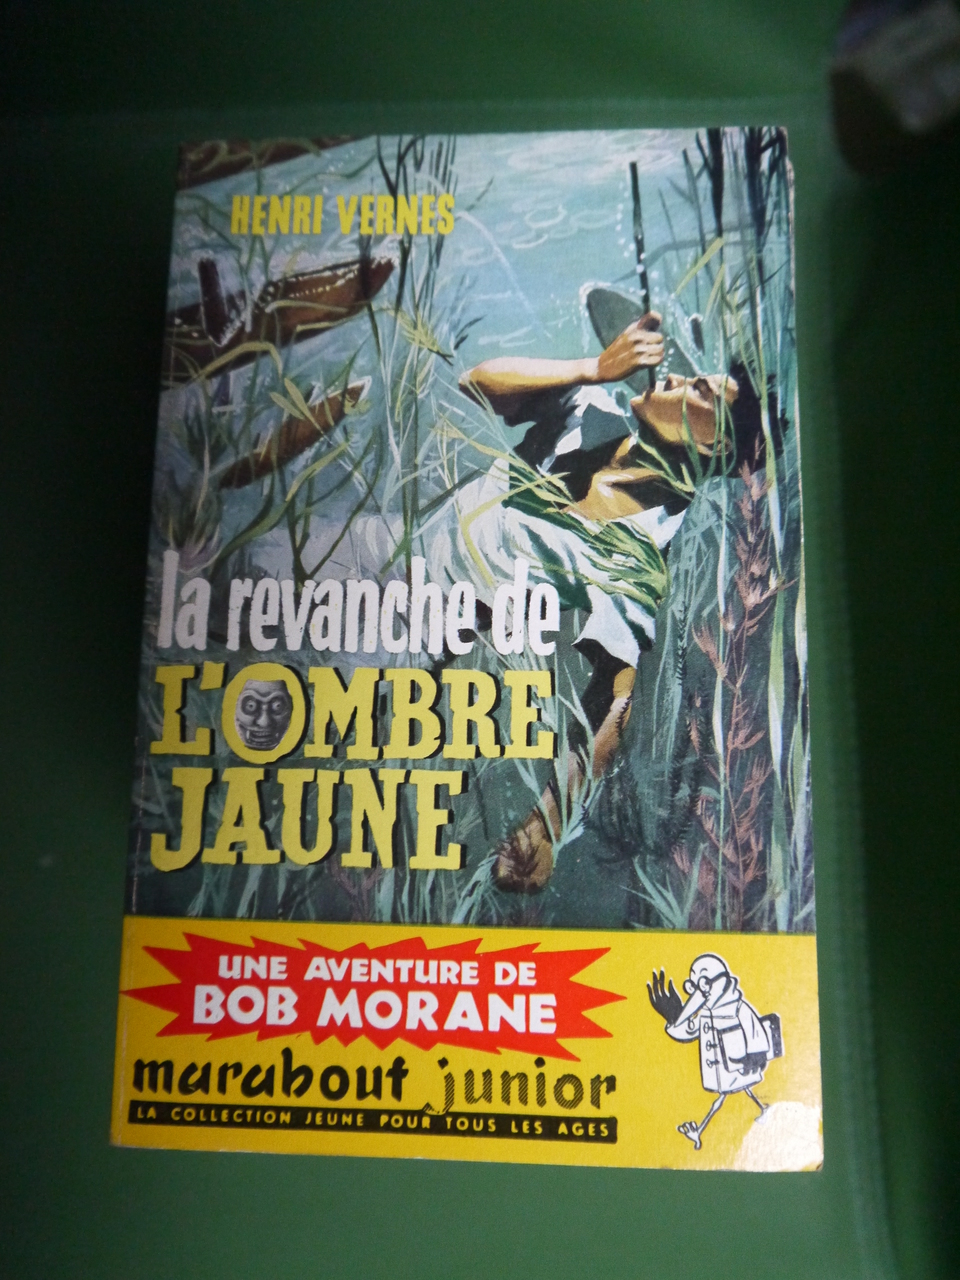 HENRI VERNES
la revanche de
L'OMBRE
JAUNE
UNE AVENTURE DE
BOB MORANE
marabout junior
LA COLLECTION JEUNE POUR TOUS LES AGES